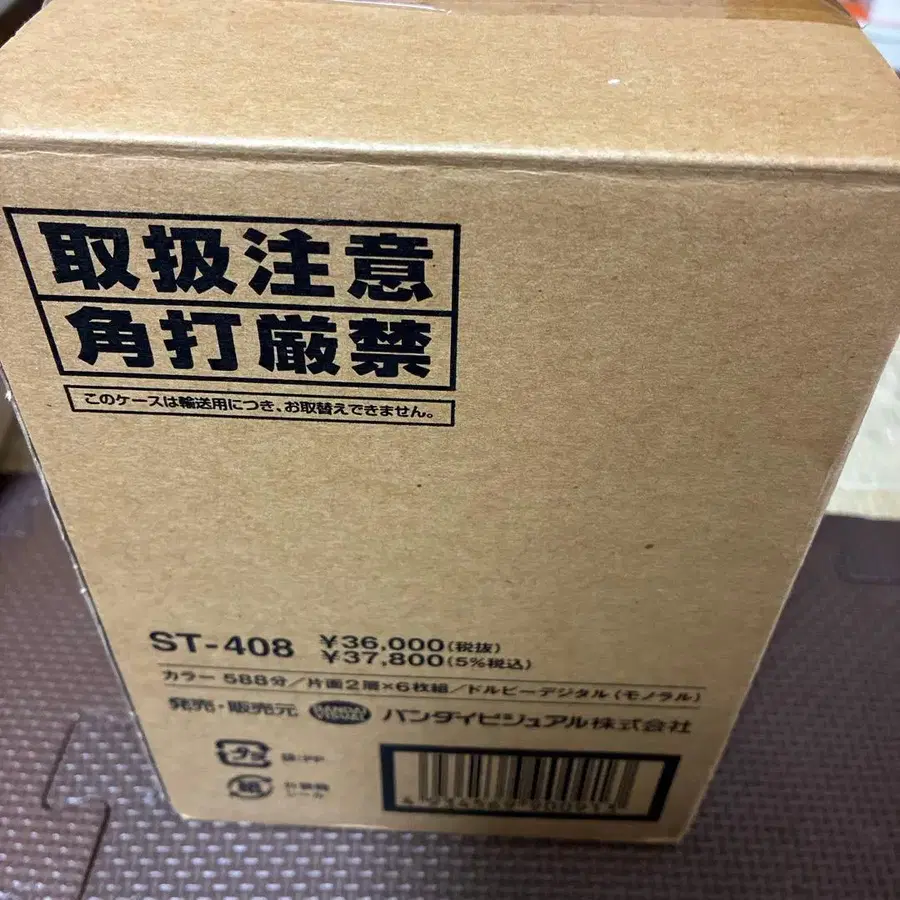 取扱注意
角打厳禁
このケースは輸送用につき、お取替えできません。
ST-408 ¥36,000(税抜)
¥37,800(5%税込)
カラー 588分/片面2層×6枚組/ドルビーデジタル(モノラル)
発売・販売元 BANDAI VISUAL バンダイビジュアル株式会社